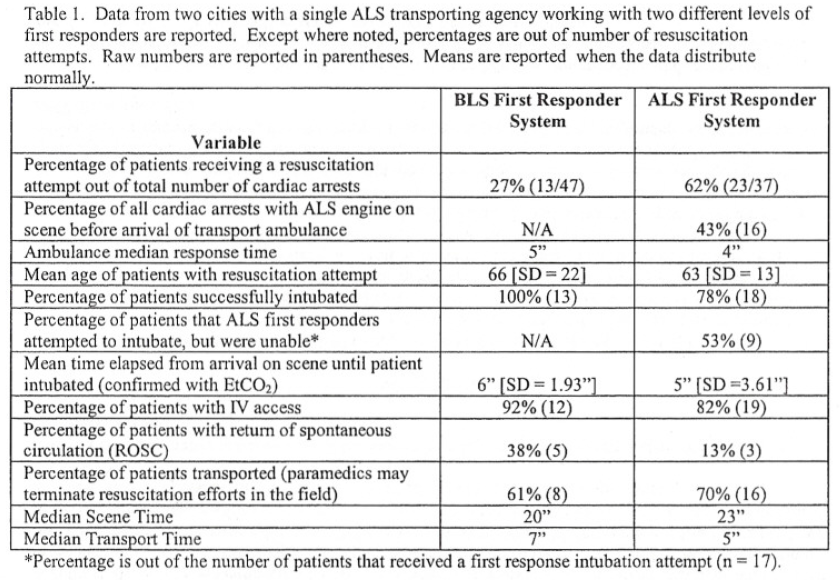 Table 1. Data from two cities with a single ALS transporting agency working with two different levels of
first responders are reported. Except where noted, percentages are out of number of resuscitation
attempts. Raw numbers are reported in parentheses. Means are reported when the data distribute
normally.
Variable BLS First Responder System ALS First Responder System
Percentage of patients receiving a resuscitation
attempt out of total number of cardiac arrests 27% (13/47) 62% (23/37)
Percentage of all cardiac arrests with ALS engine on
scene before arrival of transport ambulance N/A 43% (16)
Ambulance median response time 5" 4"
Mean age of patients with resuscitation attempt 66 [SD = 22] 63 [SD = 13]
Percentage of patients successfully intubated 100% (13) 78% (18)
Percentage of patients that ALS first responders
attempted to intubate, but were unable* N/A 53% (9)
Mean time elapsed from arrival on scene until patient
intubated (confirmed with EtCO₂) 6" [SD = 1.93"] 5" [SD =3.61"]
Percentage of patients with IV access 92% (12) 82% (19)
Percentage of patients with return of spontaneous
circulation (ROSC) 38% (5) 13% (3)
Percentage of patients transported (paramedics may
terminate resuscitation efforts in the field) 61% (8) 70% (16)
Median Scene Time 20" 23"
Median Transport Time 7" 5"
*Percentage is out of the number of patients that received a first response intubation attempt (n = 17).